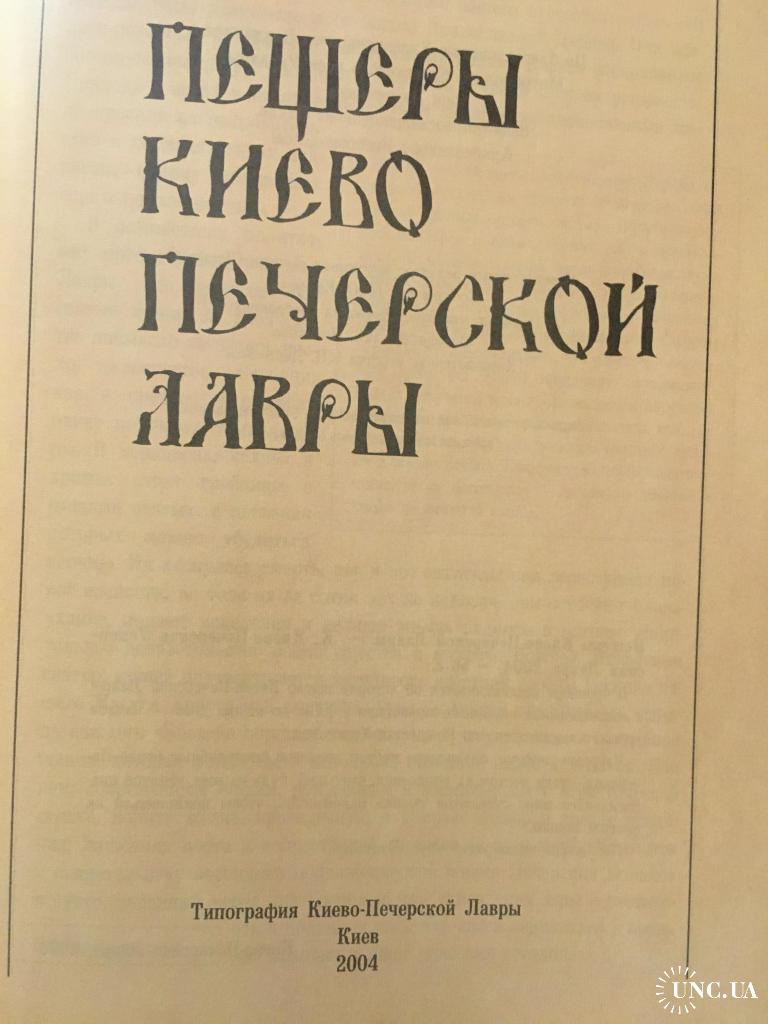 ПЕЩЕРЫ
КИЕВО
ПЕЧЕРСКОЙ
ЛАВРЫ
Типография Киево-Печерской Лавры
Киев
2004
UNC.UA